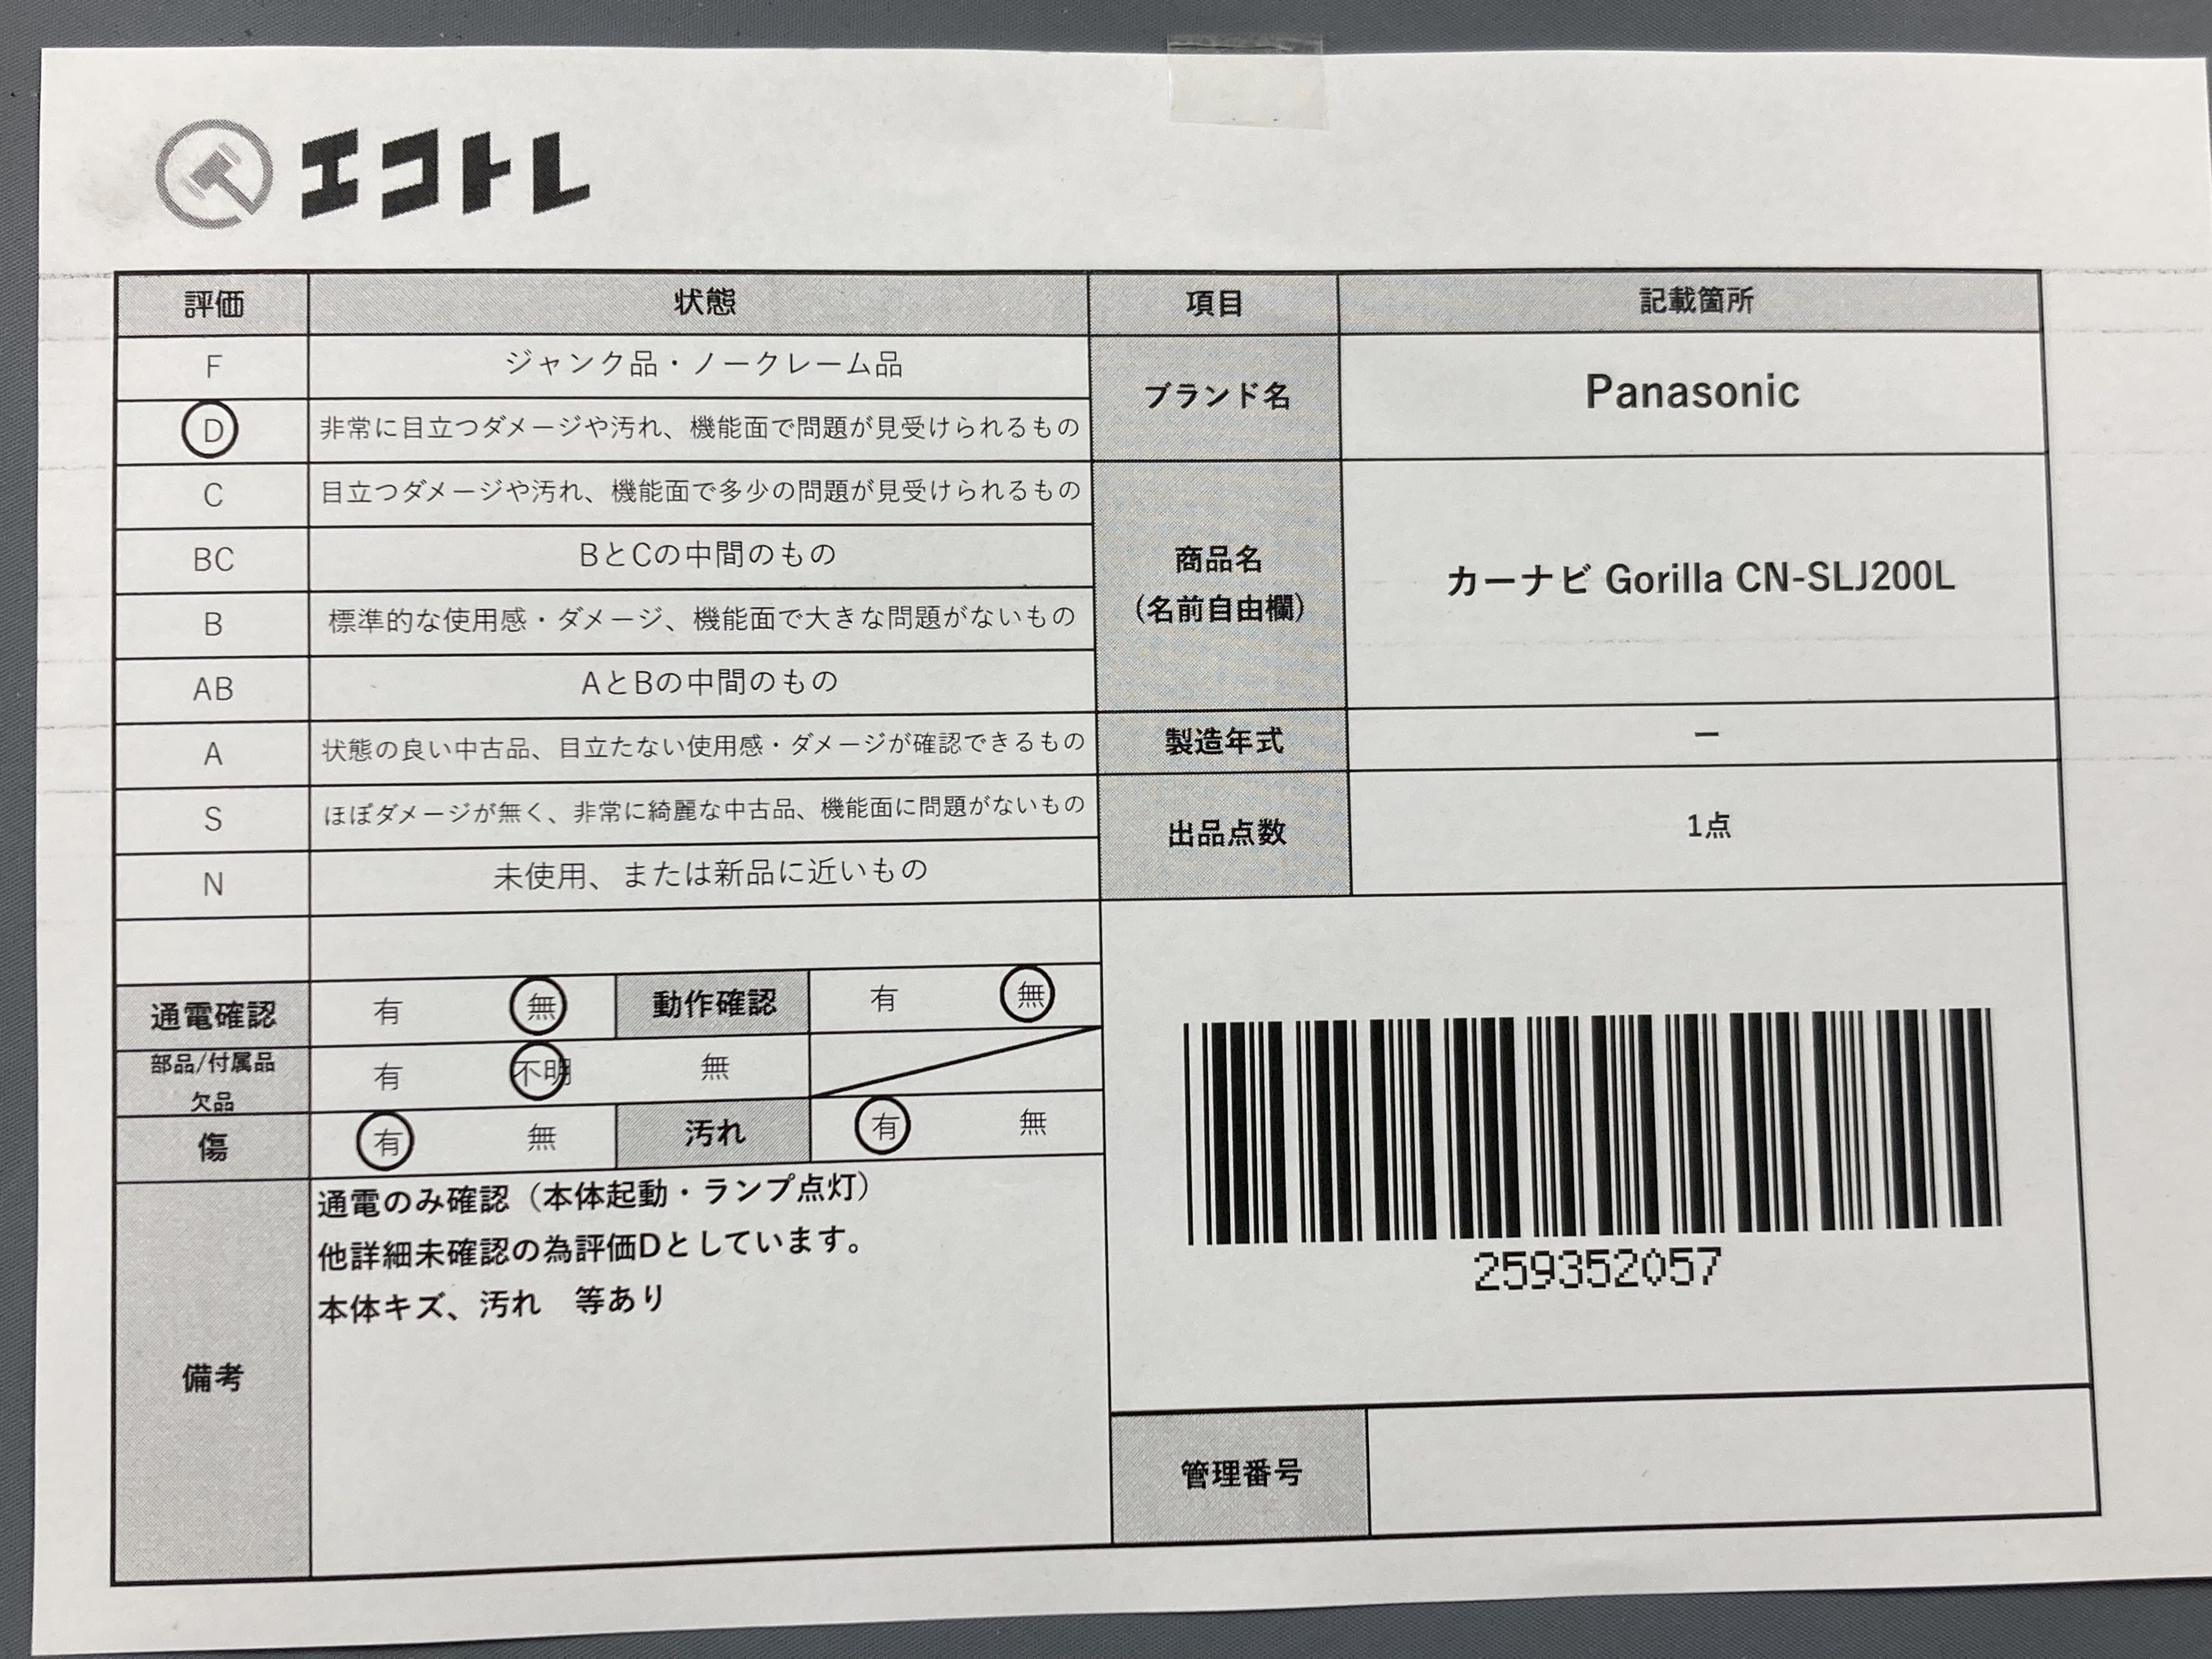 エコトレ
評価 状態 項目 記載箇所
F ジャンク品・ノークレーム品
D 非常に目立つダメージや汚れ、機能面で問題が見受けられるもの
C 目立つダメージや汚れ、機能面で多少の問題が見受けられるもの
BC BとCの中間のもの
B 標準的な使用感・ダメージ、機能面で大きな問題がないもの
AB AとBの中間のもの
A 状態の良い中古品、目立たない使用感・ダメージが確認できるもの
S ほぼダメージが無く、非常に綺麗な中古品、機能面に問題がないもの
N 未使用、または新品に近いもの
ブランド名 Panasonic
商品名
(名前自由欄)
カーナビ Gorilla CN-SLJ200L
製造年式 ー
出品点数 1点
通電確認 有 無 動作確認 有 無
部品/付属品
欠品
有 不明 無
傷 有 無 汚れ 有 無
備考
通電のみ確認（本体起動・ランプ点灯）
他詳細未確認の為評価Dとしています。
本体キズ、汚れ　等あり
259352057
管理番号